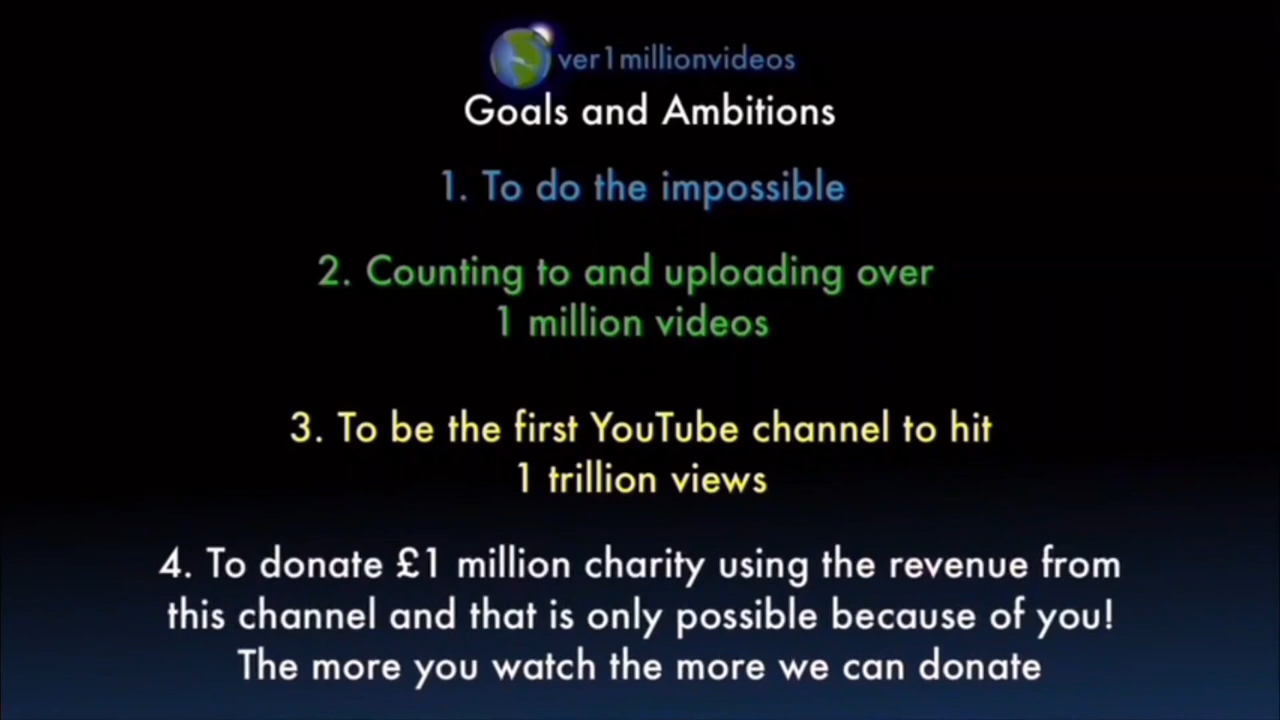 ver1millionvideos
Goals and Ambitions
1. To do the impossible
2. Counting to and uploading over
1 million videos
3. To be the first YouTube channel to hit
1 trillion views
4. To donate £1 million charity using the revenue from
this channel and that is only possible because of you!
The more you watch the more we can donate